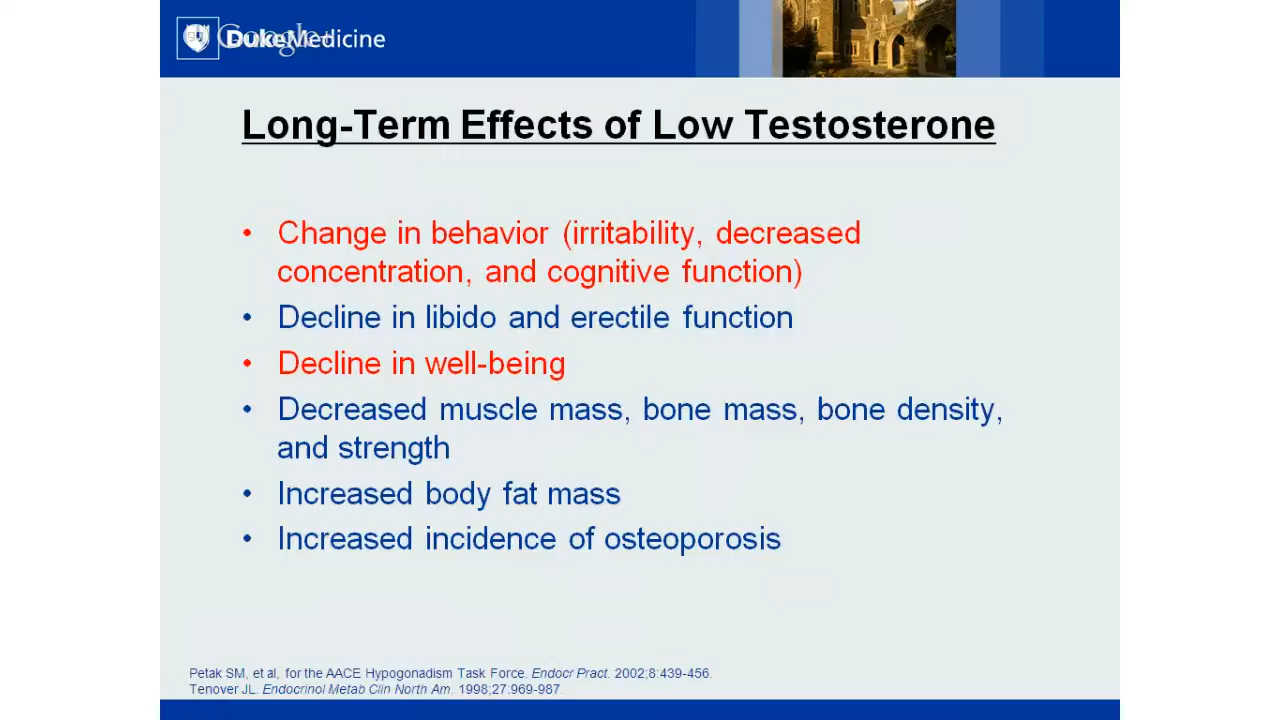 Google+
DukeMedicine
Long-Term Effects of Low Testosterone
• Change in behavior (irritability, decreased
concentration, and cognitive function)
• Decline in libido and erectile function
• Decline in well-being
• Decreased muscle mass, bone mass, bone density,
and strength
• Increased body fat mass
• Increased incidence of osteoporosis
Petak SM, et al, for the AACE Hypogonadism Task Force. Endocr Pract. 2002;8:439-456.
Tenover JL. Endocrinol Metab Clin North Am. 1998;27:969-987.